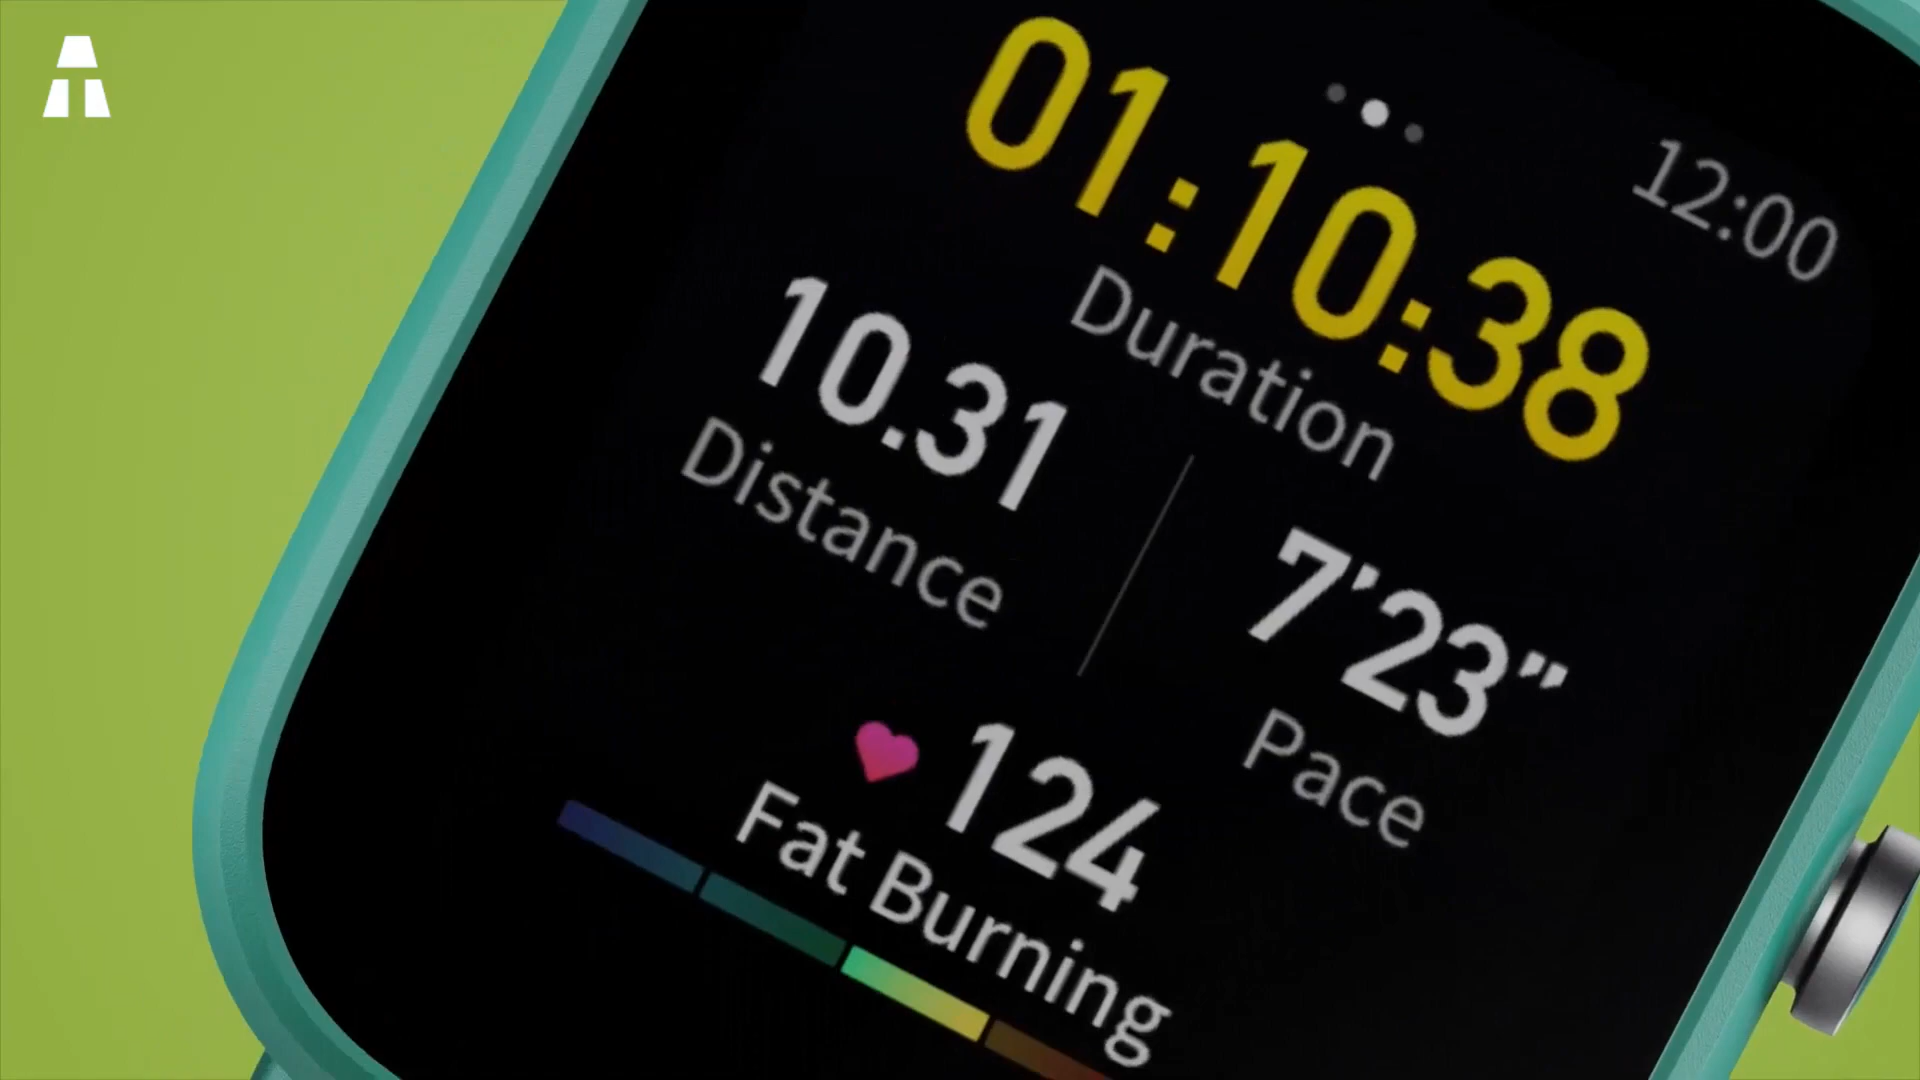 12:00
01:10:38
Duration
10.31
Distance
7'23"
Pace
124
Fat Burning